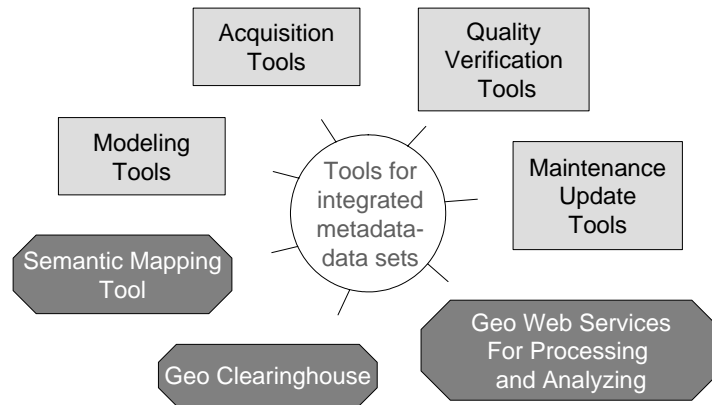 Acquisition
Tools
Quality
Verification
Tools
Modeling
Tools
Tools for
integrated
metadata-
data sets
Maintenance
Update
Tools
Semantic Mapping
Tool
Geo Clearinghouse
Geo Web Services
For Processing
and Analyzing